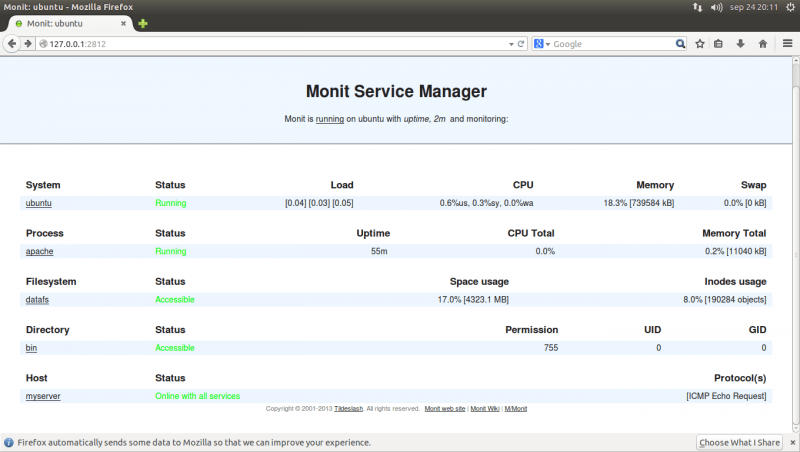 Monit: ubuntu - Mozilla Firefox sep 24 20:11
Monit: ubuntu
127.0.0.1:2812 Google
Monit Service Manager
Monit is running on ubuntu with uptime, 2m and monitoring:
System Status Load CPU Memory Swap
ubuntu Running [0.04] [0.03] [0.05] 0.6%us, 0.3%sy, 0.0%wa 18.3% [739584 kB] 0.0% [0 kB]
Process Status Uptime CPU Total Memory Total
apache Running 55m 0.0% 0.2% [11040 kB]
Filesystem Status Space usage Inodes usage
datafs Accessible 17.0% [4323.1 MB] 8.0% [190284 objects]
Directory Status Permission UID GID
bin Accessible 755 0 0
Host Status Protocol(s)
myserver Online with all services [ICMP Echo Request]
Copyright © 2001-2013 Tildeslash. All rights reserved. Monit web site | Monit Wiki | M/Monit
Firefox automatically sends some data to Mozilla so that we can improve your experience. Choose What I Share